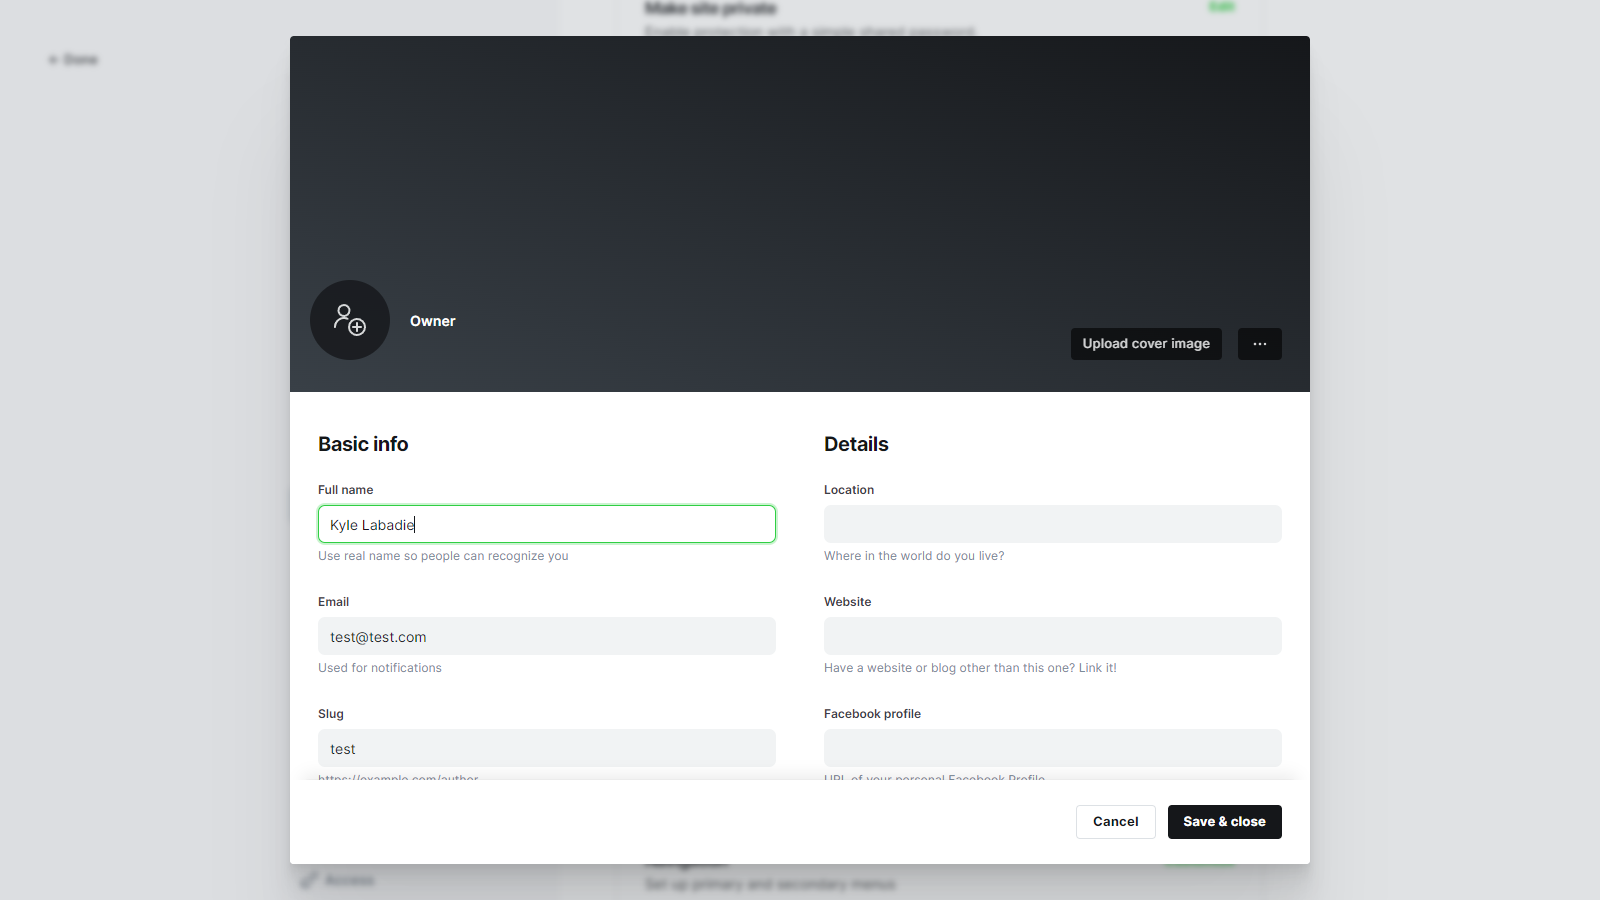 Make site private
Edit
Enable protection with a simple shared password
← Done
Owner
Upload cover image
Basic info
Details
Full name
Location
Kyle Labadie
Use real name so people can recognize you
Where in the world do you live?
Email
Website
test@test.com
Used for notifications
Have a website or blog other than this one? Link it!
Slug
Facebook profile
test
https://example.com/author
URL of your personal Facebook Profile
Cancel
Save & close
Navigation
Access
Set up primary and secondary menus